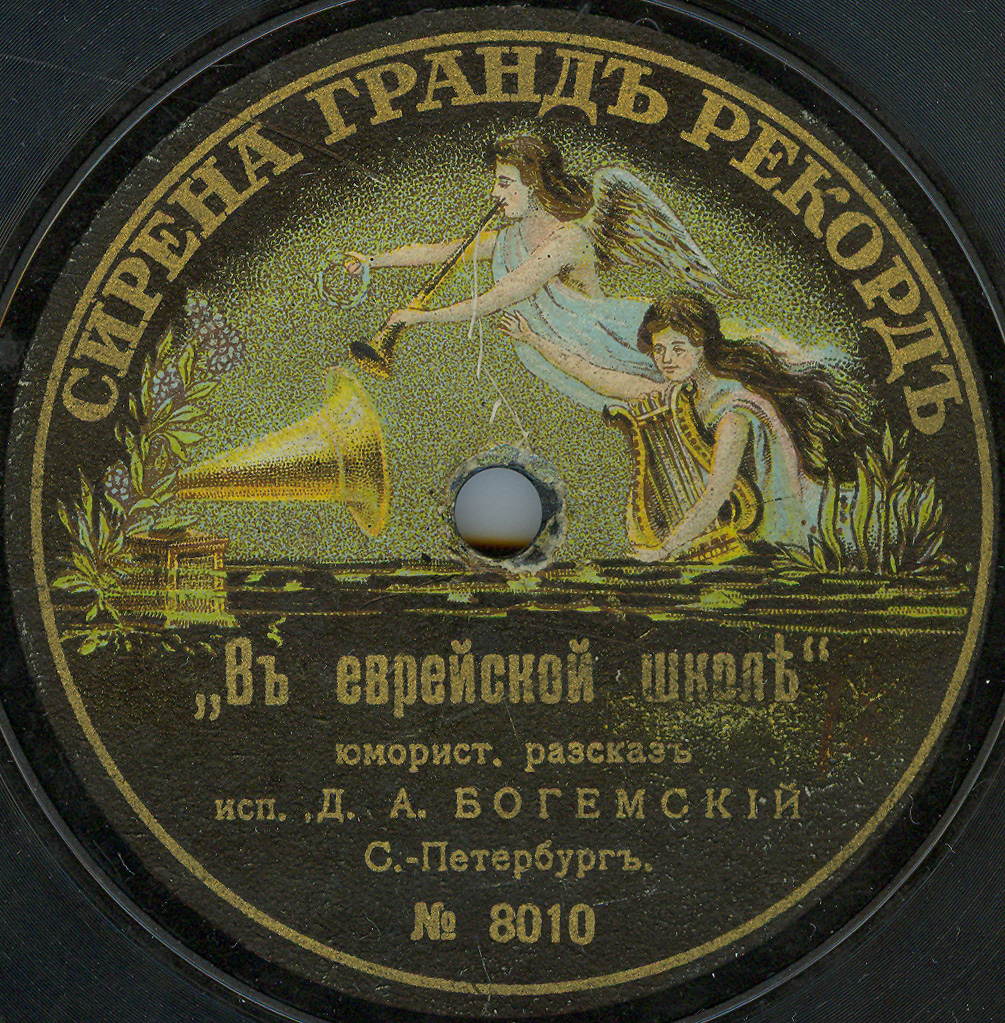 СИРЕНА ГРАНДЪ РЕКОРДЪ
„Въ еврейской школѣ“
юморист. разсказъ
исп. Д. А. БОГЕМСКІЙ
С.-Петербургъ.
№ 8010